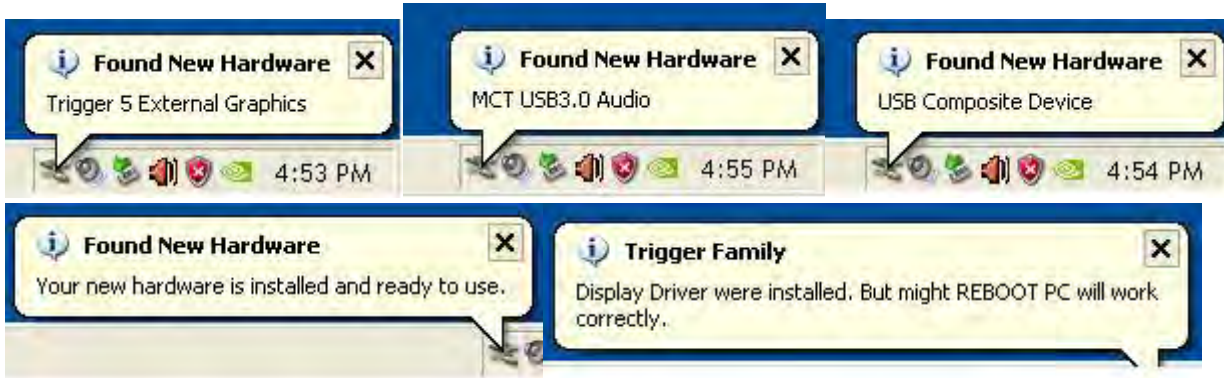 Found New Hardware
Trigger 5 External Graphics
4:53 PM
Found New Hardware
MCT USB3.0 Audio
4:55 PM
Found New Hardware
USB Composite Device
4:54 PM
Found New Hardware
Your new hardware is installed and ready to use.
Trigger Family
Display Driver were installed. But might REBOOT PC will work
correctly.